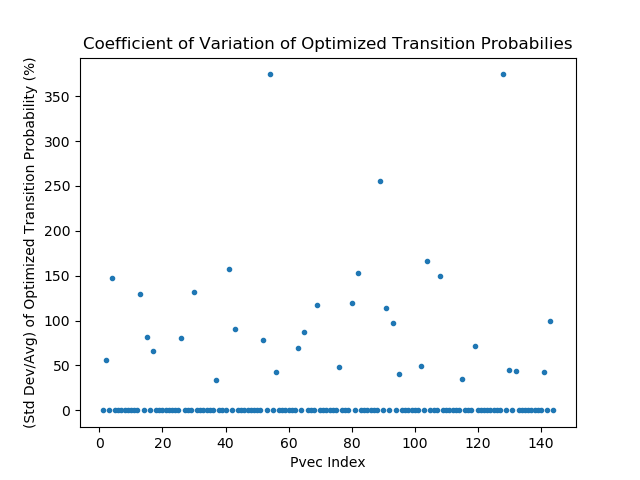 Coefficient of Variation of Optimized Transition Probabilies
(Std Dev/Avg) of Optimized Transition Probability (%)
350
300
250
200
150
100
50
0
0 20 40 60 80 100 120 140
Pvec Index